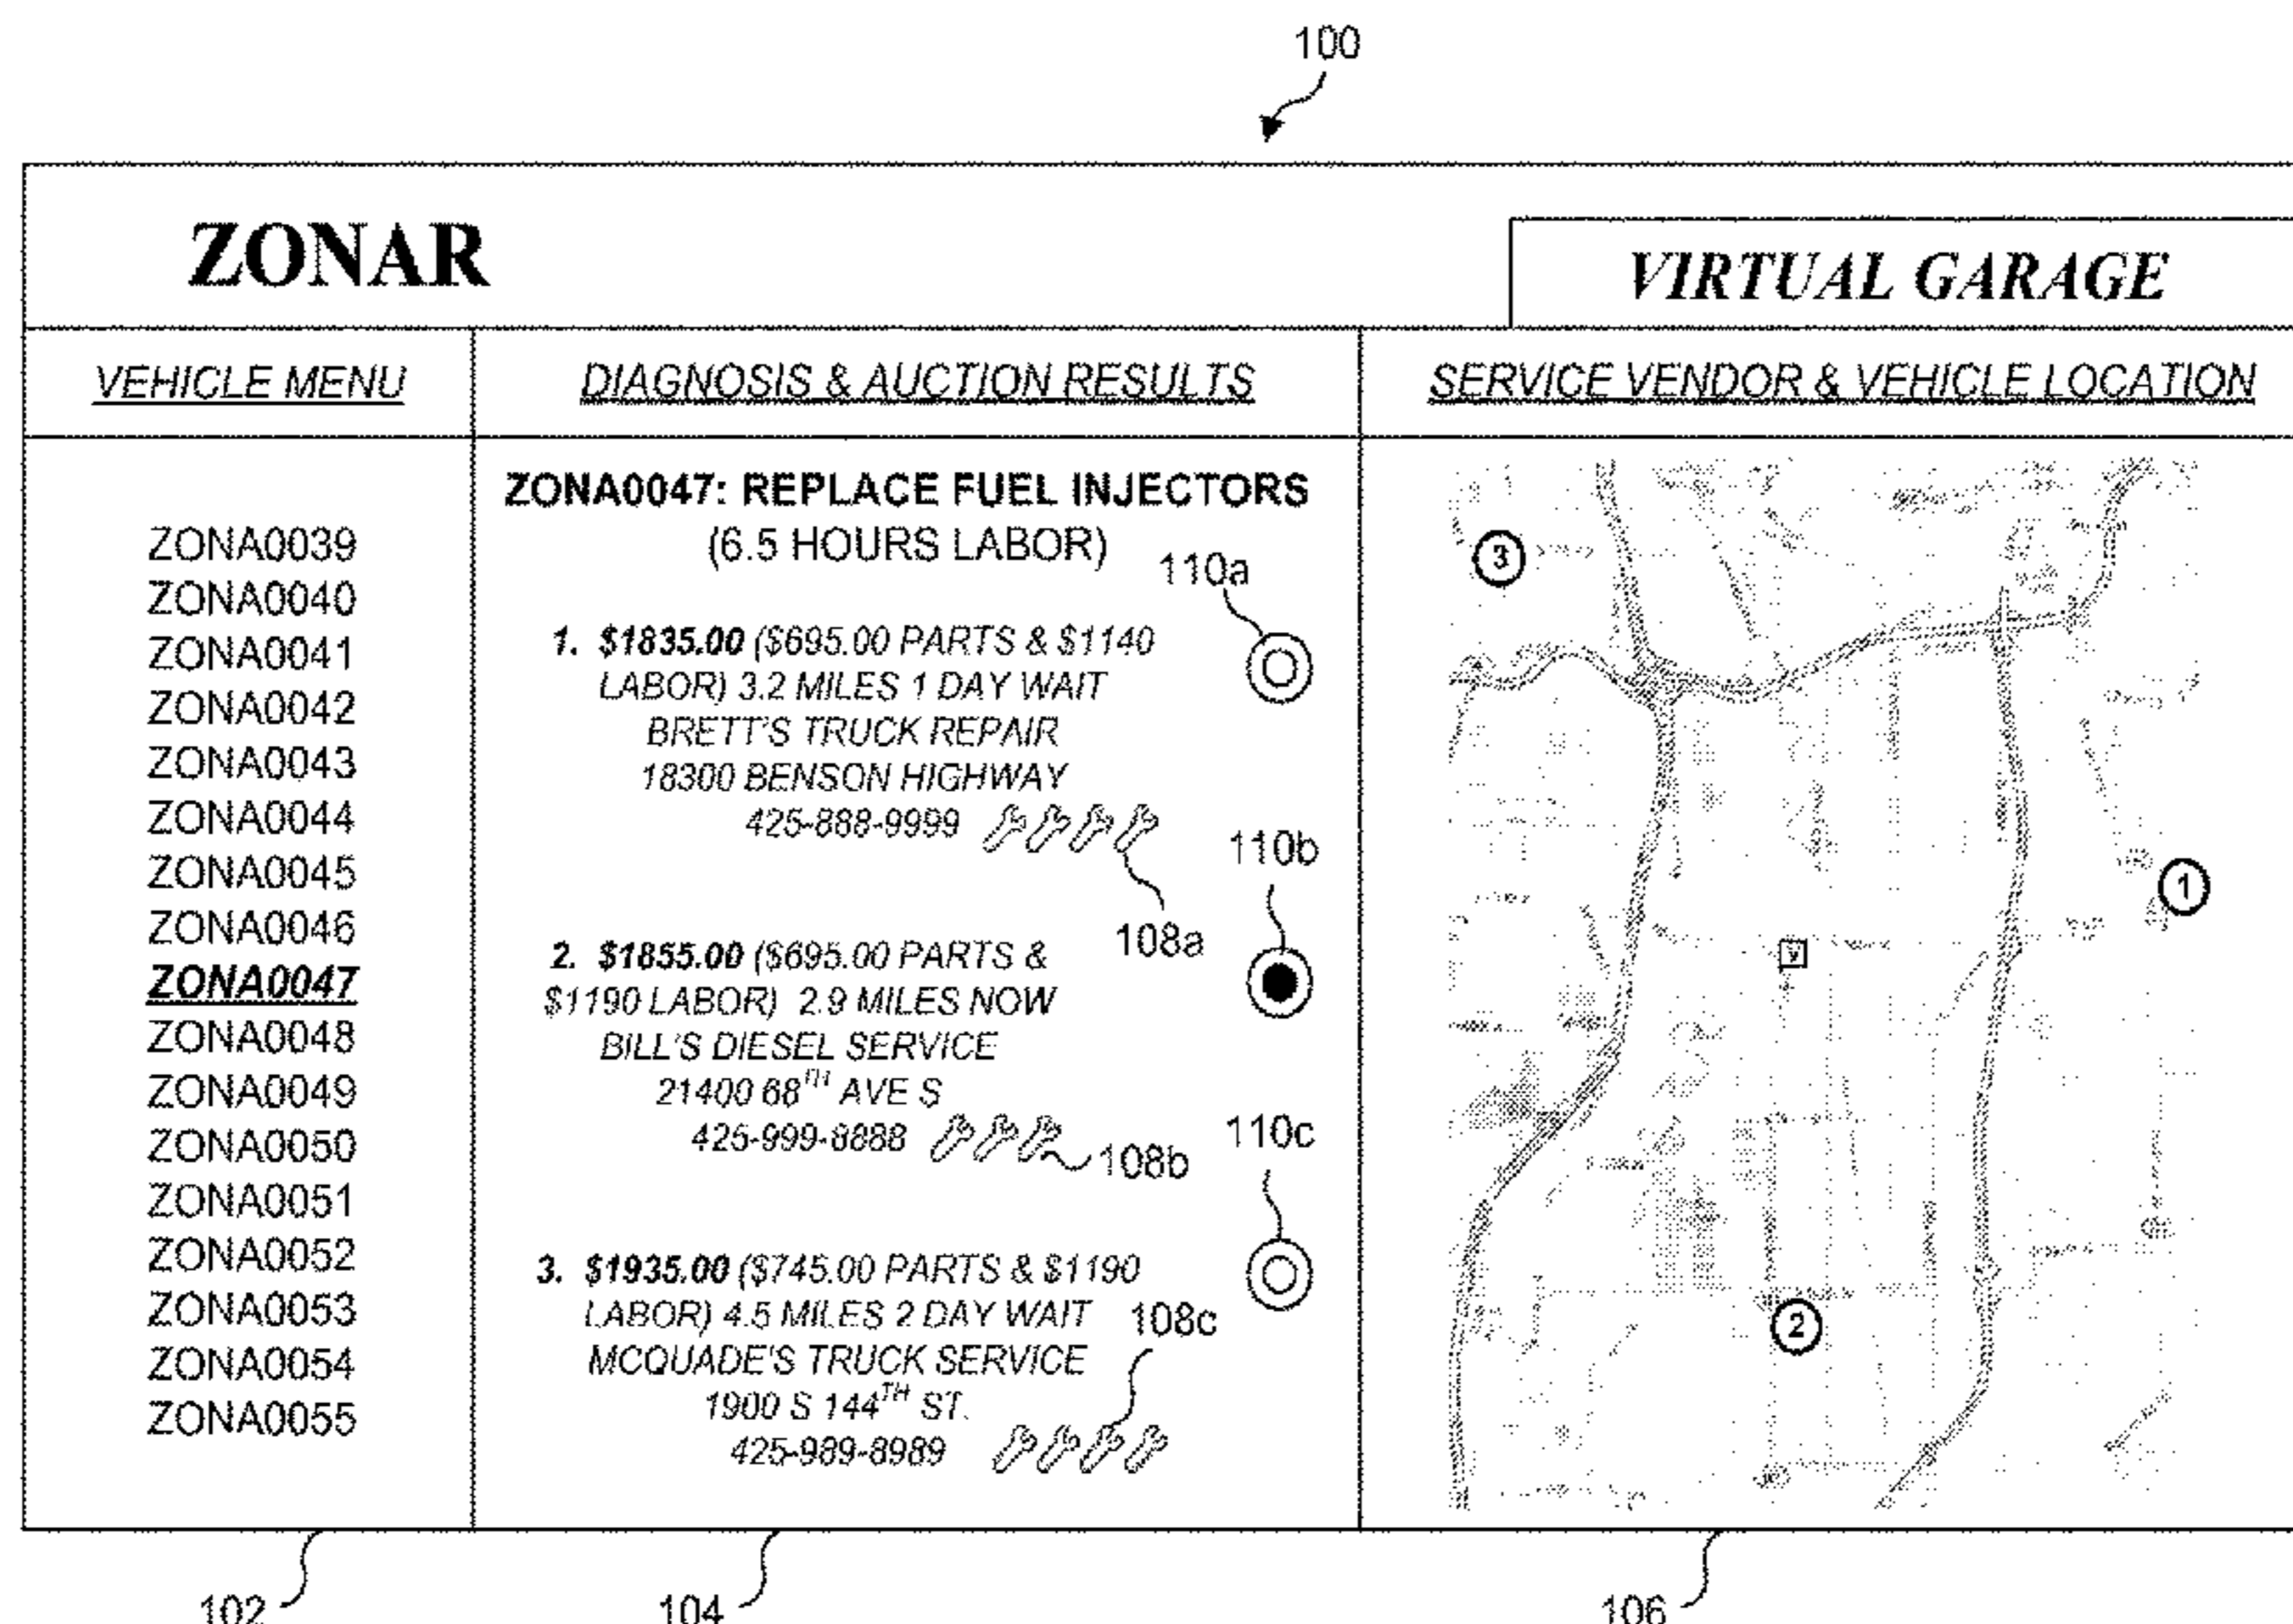 100
ZONAR
VIRTUAL GARAGE
VEHICLE MENU
DIAGNOSIS & AUCTION RESULTS
SERVICE VENDOR & VEHICLE LOCATION
ZONA0039
ZONA0040
ZONA0041
ZONA0042
ZONA0043
ZONA0044
ZONA0045
ZONA0046
ZONA0047
ZONA0048
ZONA0049
ZONA0050
ZONA0051
ZONA0052
ZONA0053
ZONA0054
ZONA0055
ZONA0047: REPLACE FUEL INJECTORS
(6.5 HOURS LABOR)
110a
1. $1835.00 ($695.00 PARTS & $1140
LABOR) 3.2 MILES 1 DAY WAIT
BRETT'S TRUCK REPAIR
18300 BENSON HIGHWAY
425-888-9999
108a
110b
2. $1855.00 ($695.00 PARTS &
$1190 LABOR) 2.9 MILES NOW
BILL'S DIESEL SERVICE
21400 68TH AVE S
425-999-8888
108b
110c
3. $1935.00 ($745.00 PARTS & $1190
LABOR) 4.5 MILES 2 DAY WAIT
108c
MCQUADE'S TRUCK SERVICE
1900 S 144TH ST.
425-989-8989
3
1
V
2
102
104
106